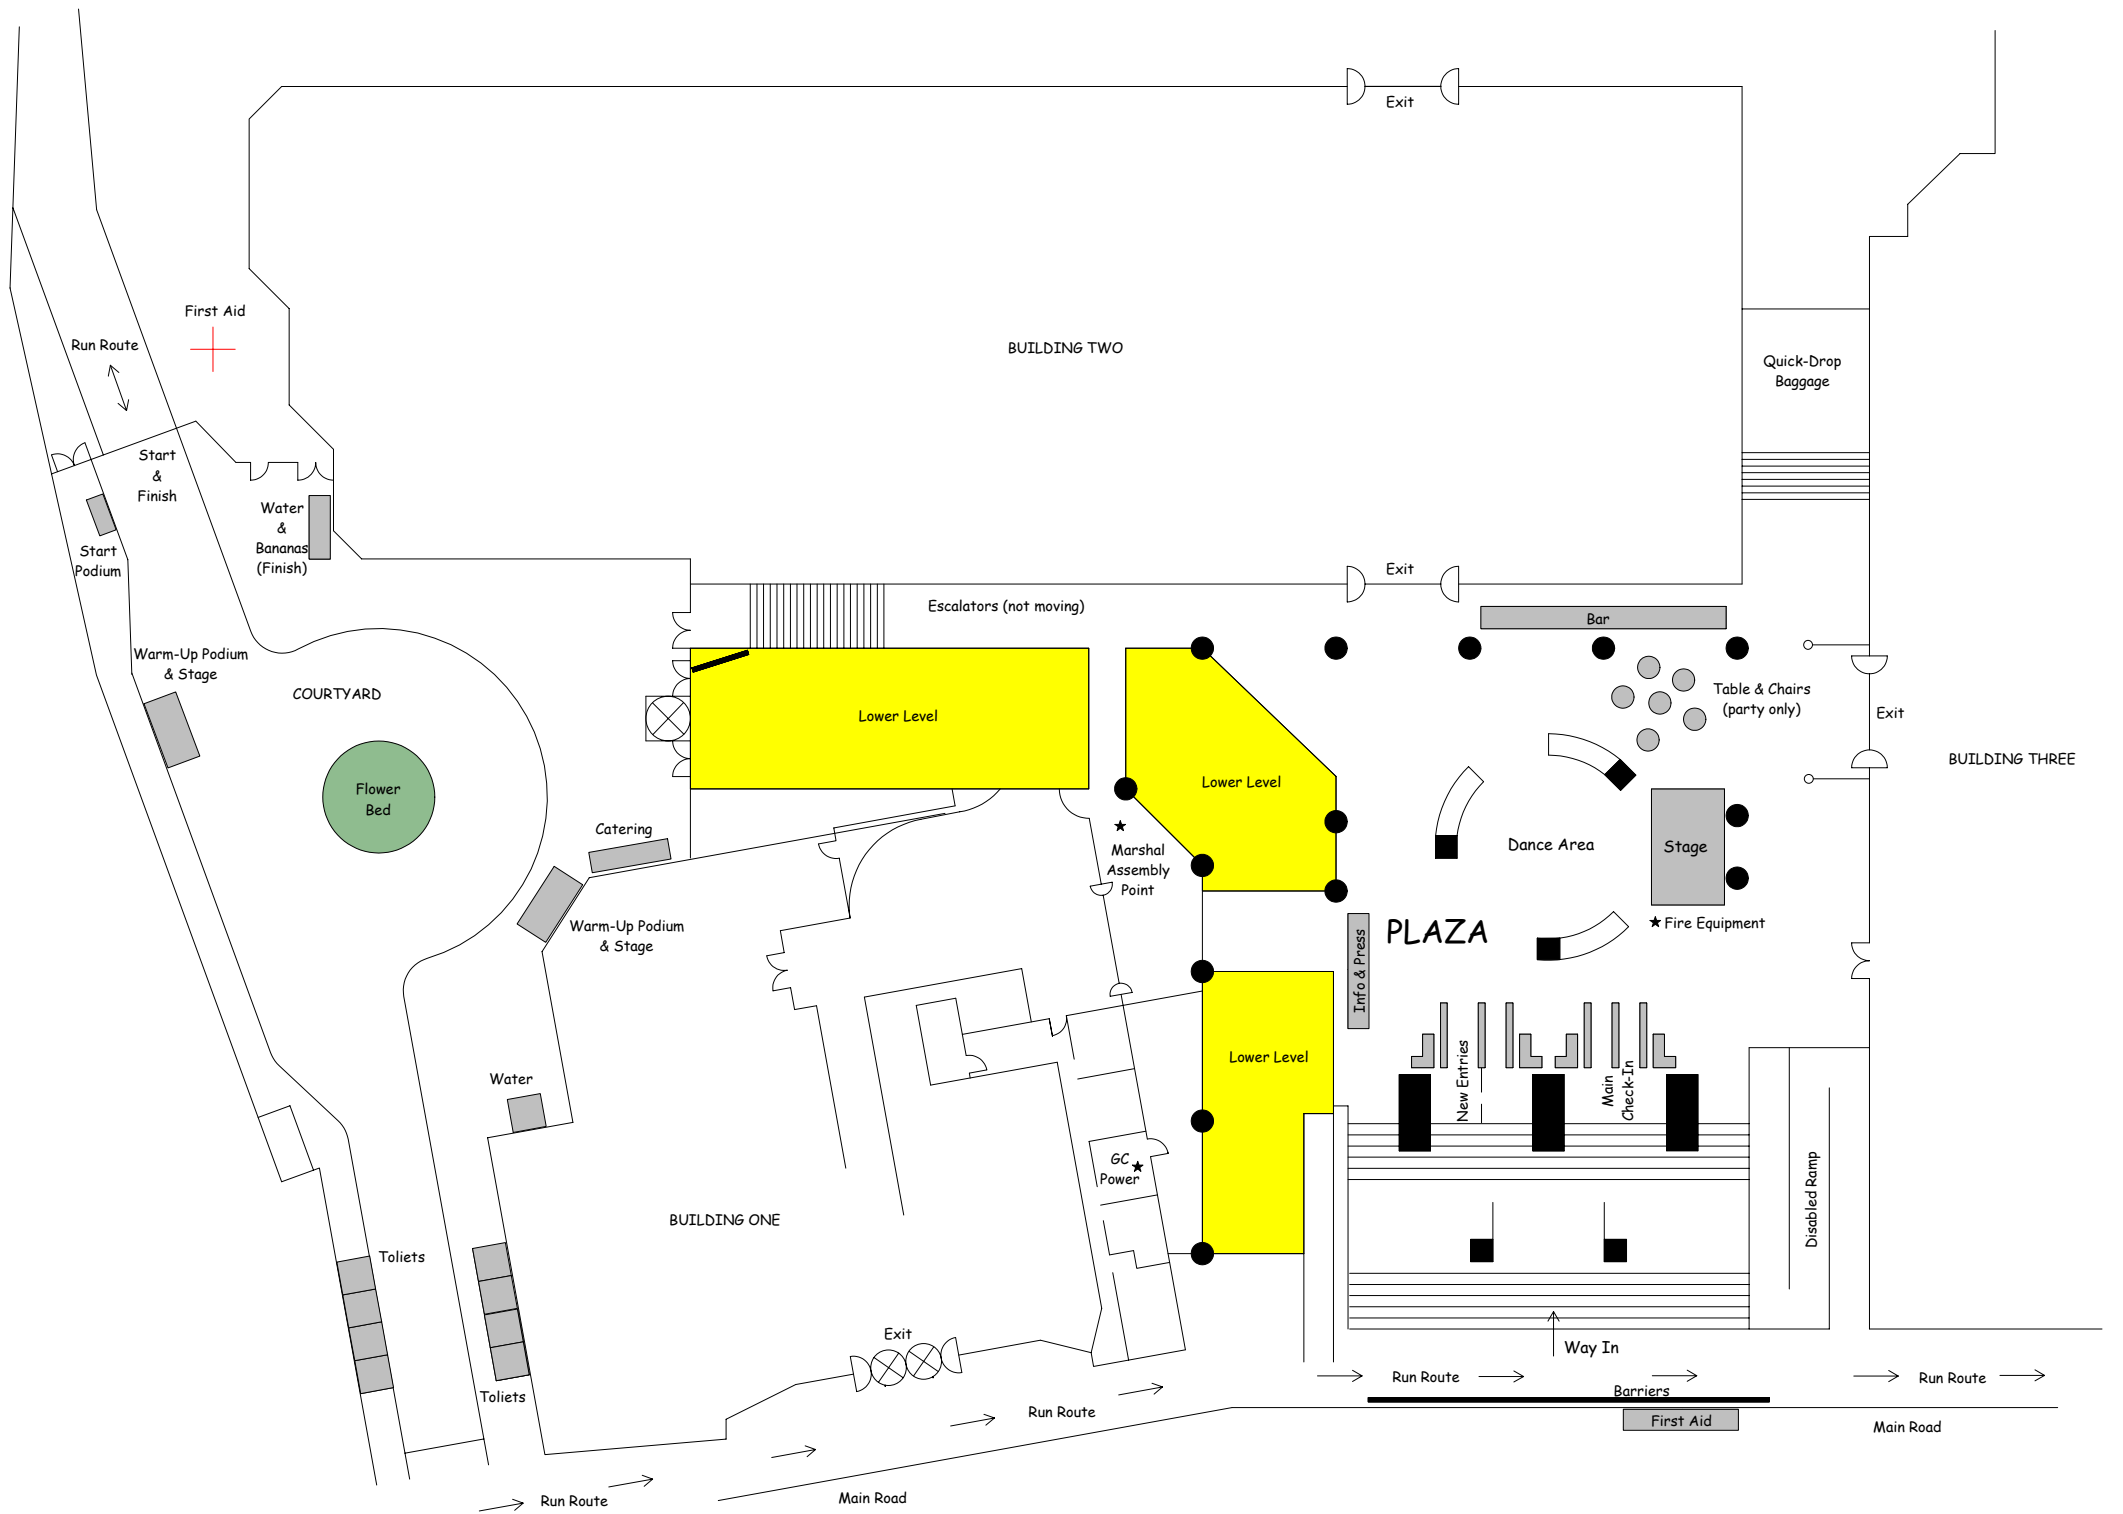 Exit
First Aid
Run Route
BUILDING TWO
Quick-Drop
Baggage
Start
&
Finish
Water
&
Bananas
(Finish)
Start
Podium
Exit
Escalators (not moving)
Bar
Warm-Up Podium
& Stage
COURTYARD
Table & Chairs
(party only)
Exit
Lower Level
BUILDING THREE
Lower Level
Flower
Bed
Catering
Marshal
Assembly
Point
Dance Area
Stage
Warm-Up Podium
& Stage
Fire Equipment
PLAZA
Info & Press
Lower Level
Water
New Entries
Main
Check-In
GC
Power
Disabled Ramp
BUILDING ONE
Toliets
Exit
Way In
Toliets
Run Route
Run Route
Barriers
Run Route
First Aid
Main Road
Run Route
Main Road